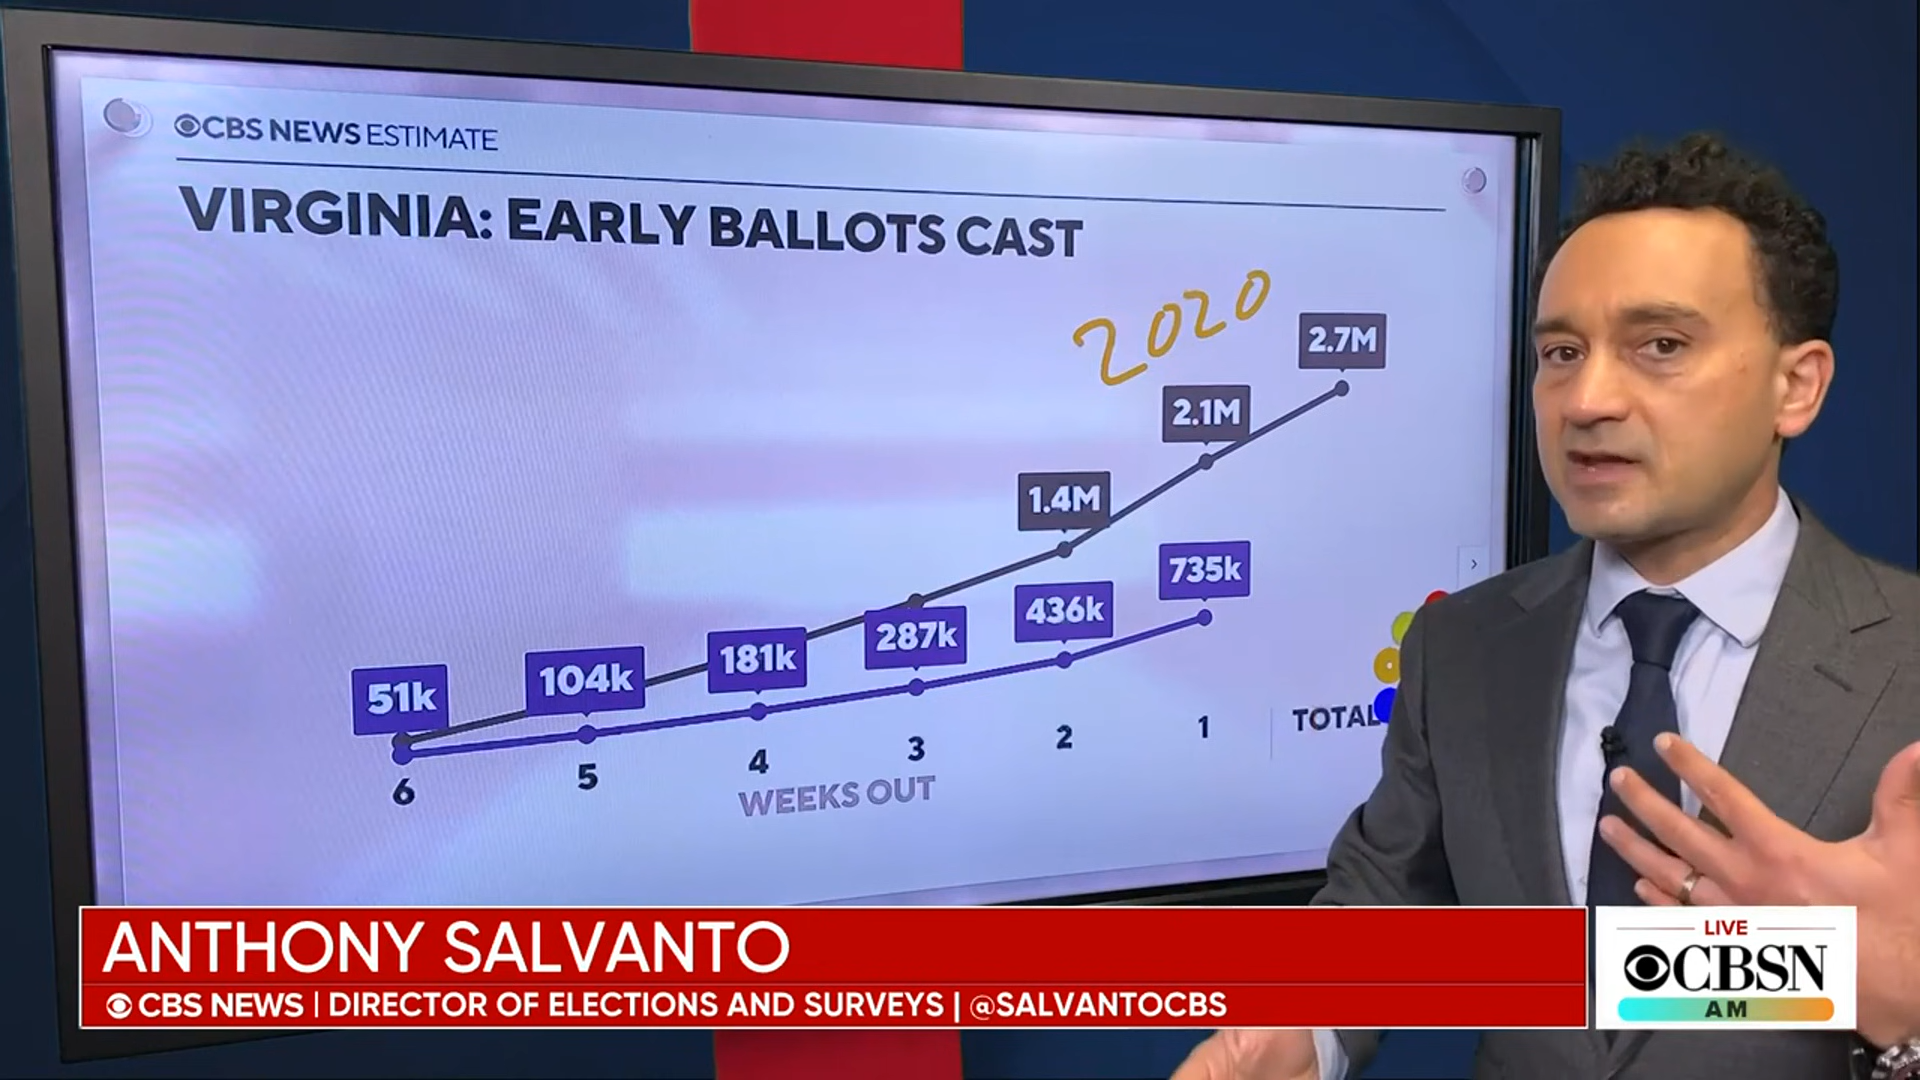 CBS NEWS ESTIMATE
VIRGINIA: EARLY BALLOTS CAST
2020
2.7M
2.1M
1.4M
735k
436k
287k
181k
104k
51k
6 5 4 3 2 1 TOTAL
WEEKS OUT
ANTHONY SALVANTO
CBS NEWS | DIRECTOR OF ELECTIONS AND SURVEYS | @SALVANTOCBS
LIVE
CBSN
AM